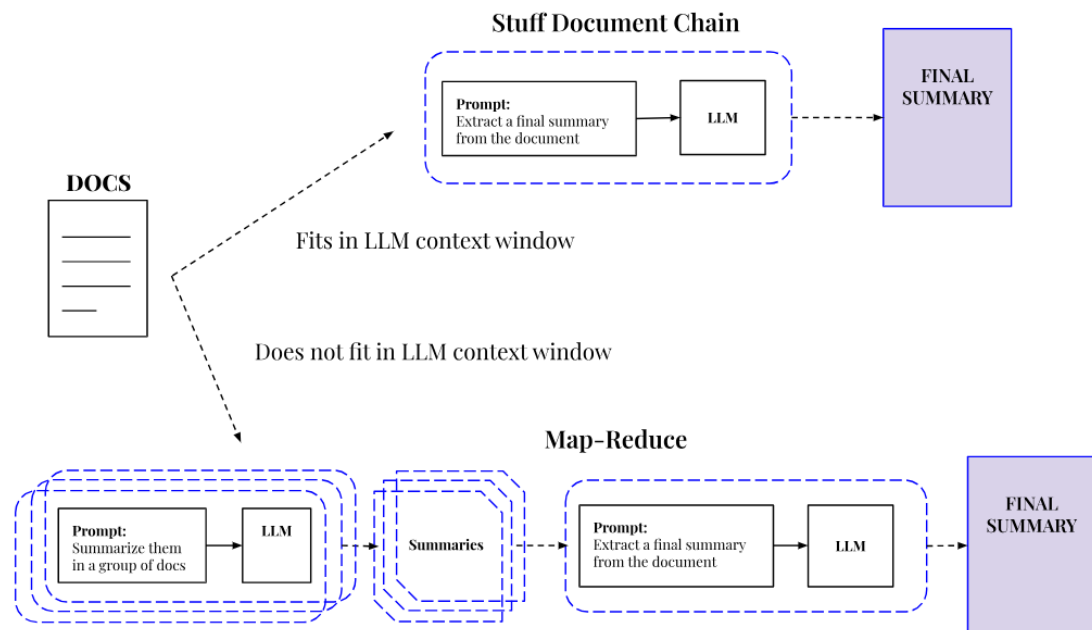 Stuff Document Chain
DOCS
Prompt:
Extract a final summary
from the document
LLM
FINAL
SUMMARY
Fits in LLM context window
Does not fit in LLM context window
Map-Reduce
Prompt:
Summarize them
in a group of docs
LLM
Summaries
Prompt:
Extract a final summary
from the document
LLM
FINAL
SUMMARY